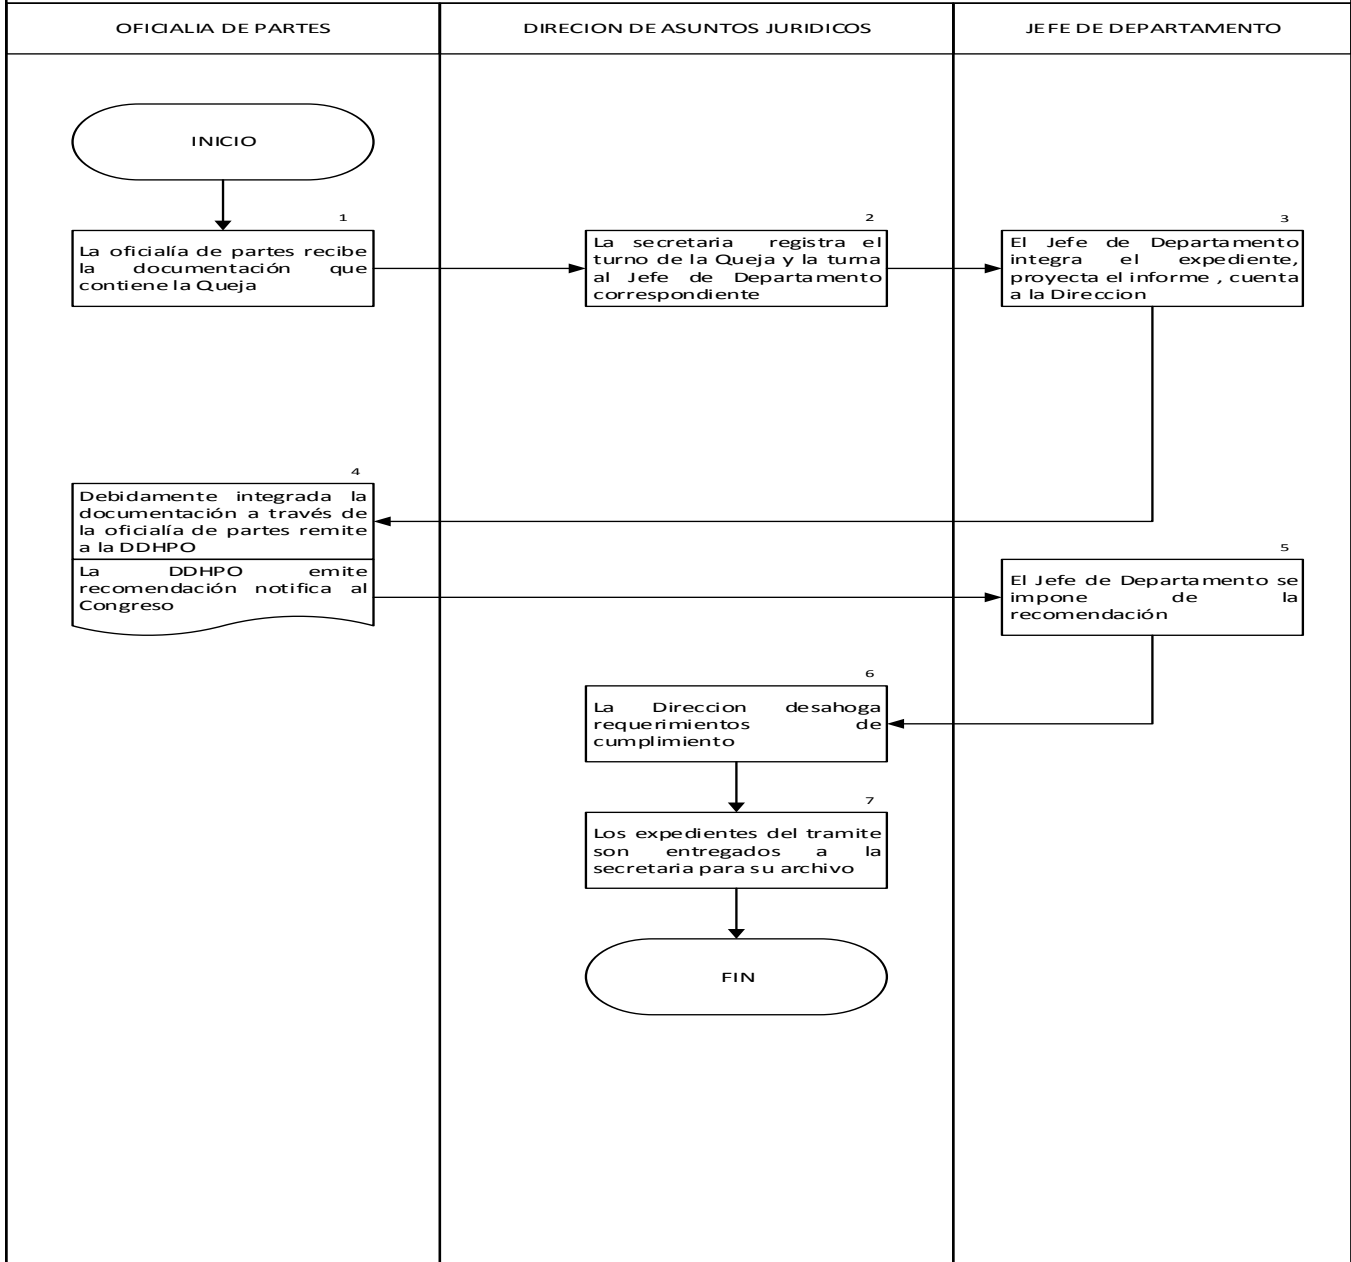 OFICIALIA DE PARTES
DIRECION DE ASUNTOS JURIDICOS
JEFE DE DEPARTAMENTO
INICIO
1
La oficialía de partes recibe
la documentación que
contiene la Queja
2
La secretaria registra el
turno de la Queja y la turna
al Jefe de Departamento
correspondiente
3
El Jefe de Departamento
integra el expediente,
proyecta el informe , cuenta
a la Direccion
4
Debidamente integrada la
documentación a través de
la oficialía de partes remite
a la DDHPO
La DDHPO emite
recomendación notifica al
Congreso
5
El Jefe de Departamento se
impone de la
recomendación
6
La Direccion desahoga
requerimientos de
cumplimiento
7
Los expedientes del tramite
son entregados a la
secretaria para su archivo
FIN